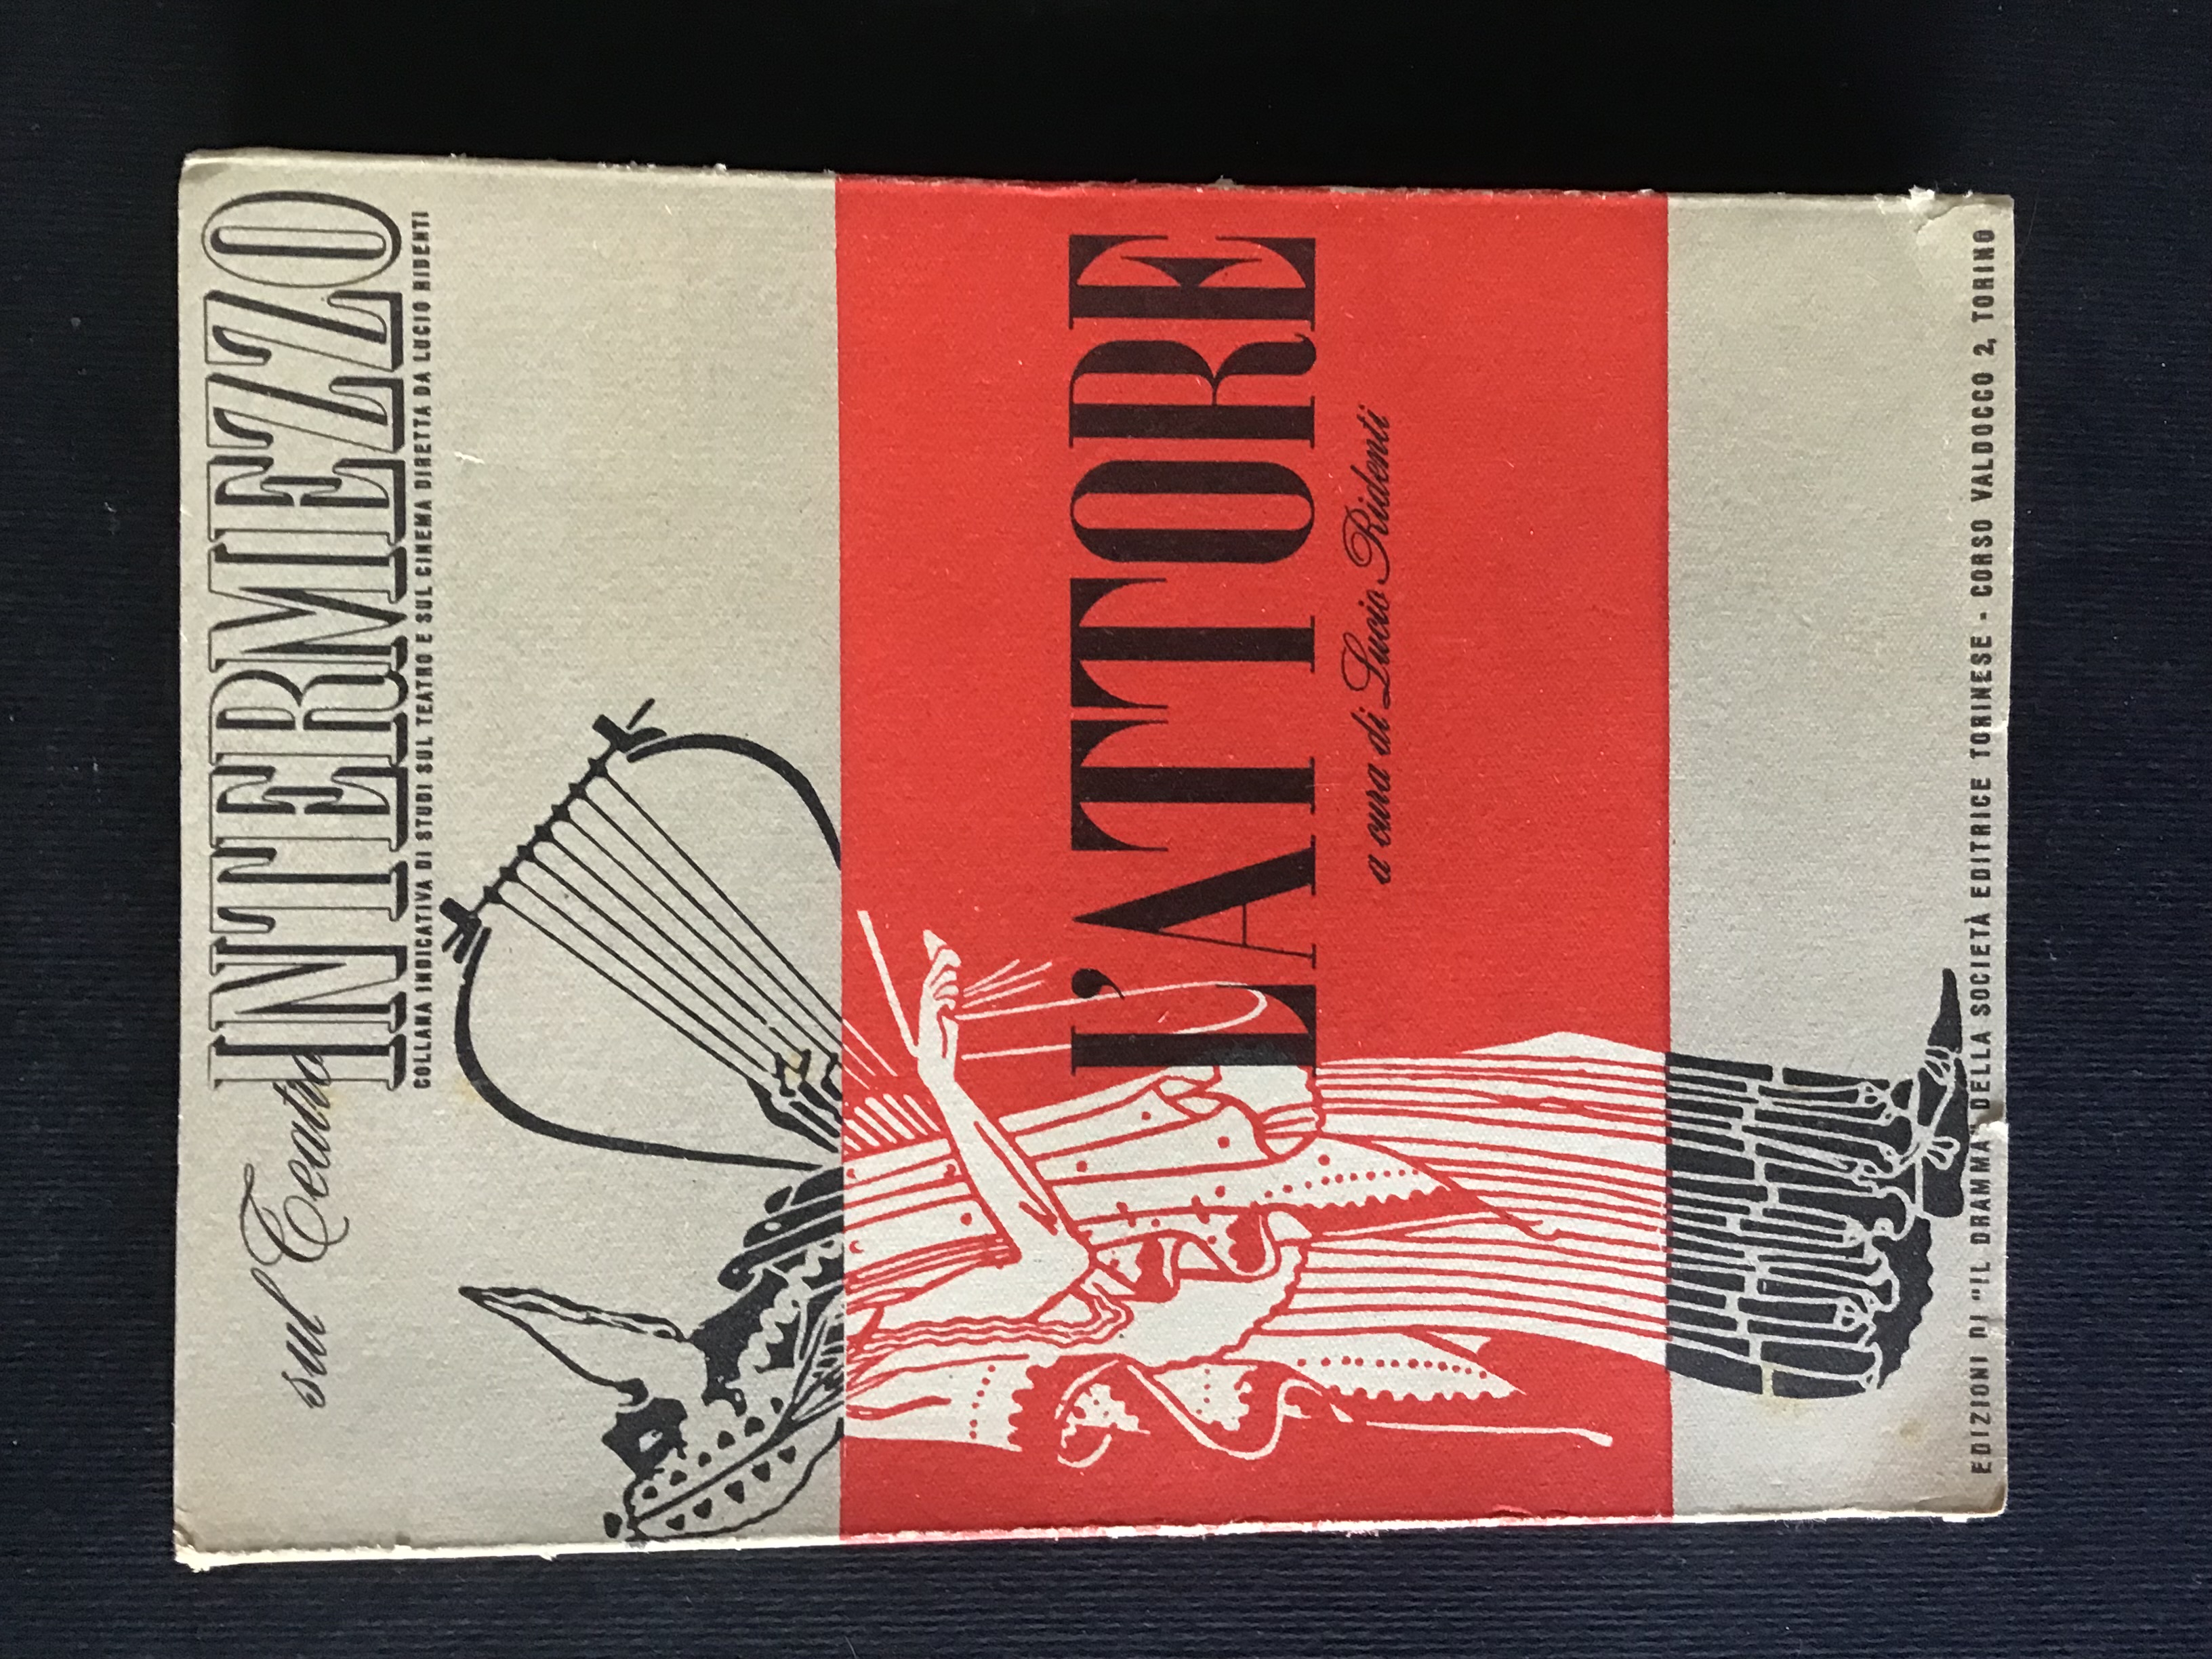 sul Teatro
INTERMEZZO
COLLANA INDICATIVA DI STUDI SUL TEATRO E SUL CINEMA DIRETTA DA LUCIO RIDENTI
L'ATTORE
a cura di Lucio Ridenti
EDIZIONI DI "IL DRAMMA" DELLA SOCIETÀ EDITRICE TORINESE - CORSO VALDOCCO 2, TORINO